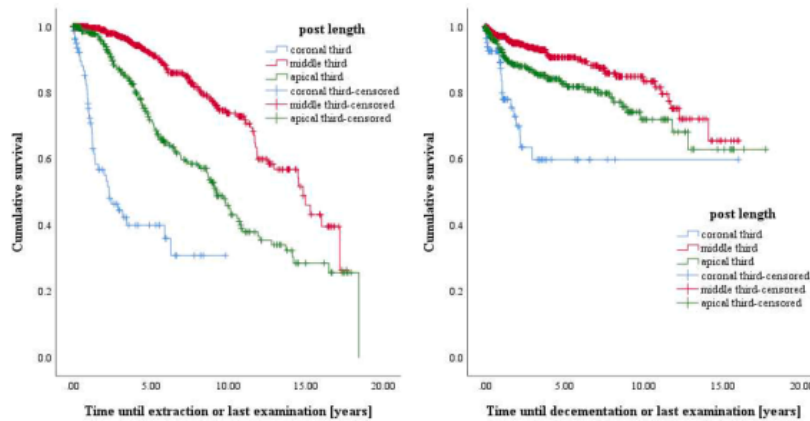 post length
coronal third
middle third
apical third
coronal third-censored
middle third-censored
apical third-censored
1.0
0.8
0.6
0.4
0.2
0.0
Cumulative survival
.00 5.00 10.00 15.00 20.00
Time until extraction or last examination [years]
1.0
0.8
0.6
0.4
0.2
0.0
Cumulative survival
post length
coronal third
middle third
apical third
coronal third-censored
middle third-censored
apical third-censored
.00 5.00 10.00 15.00 20.00
Time until decementation or last examination [years]